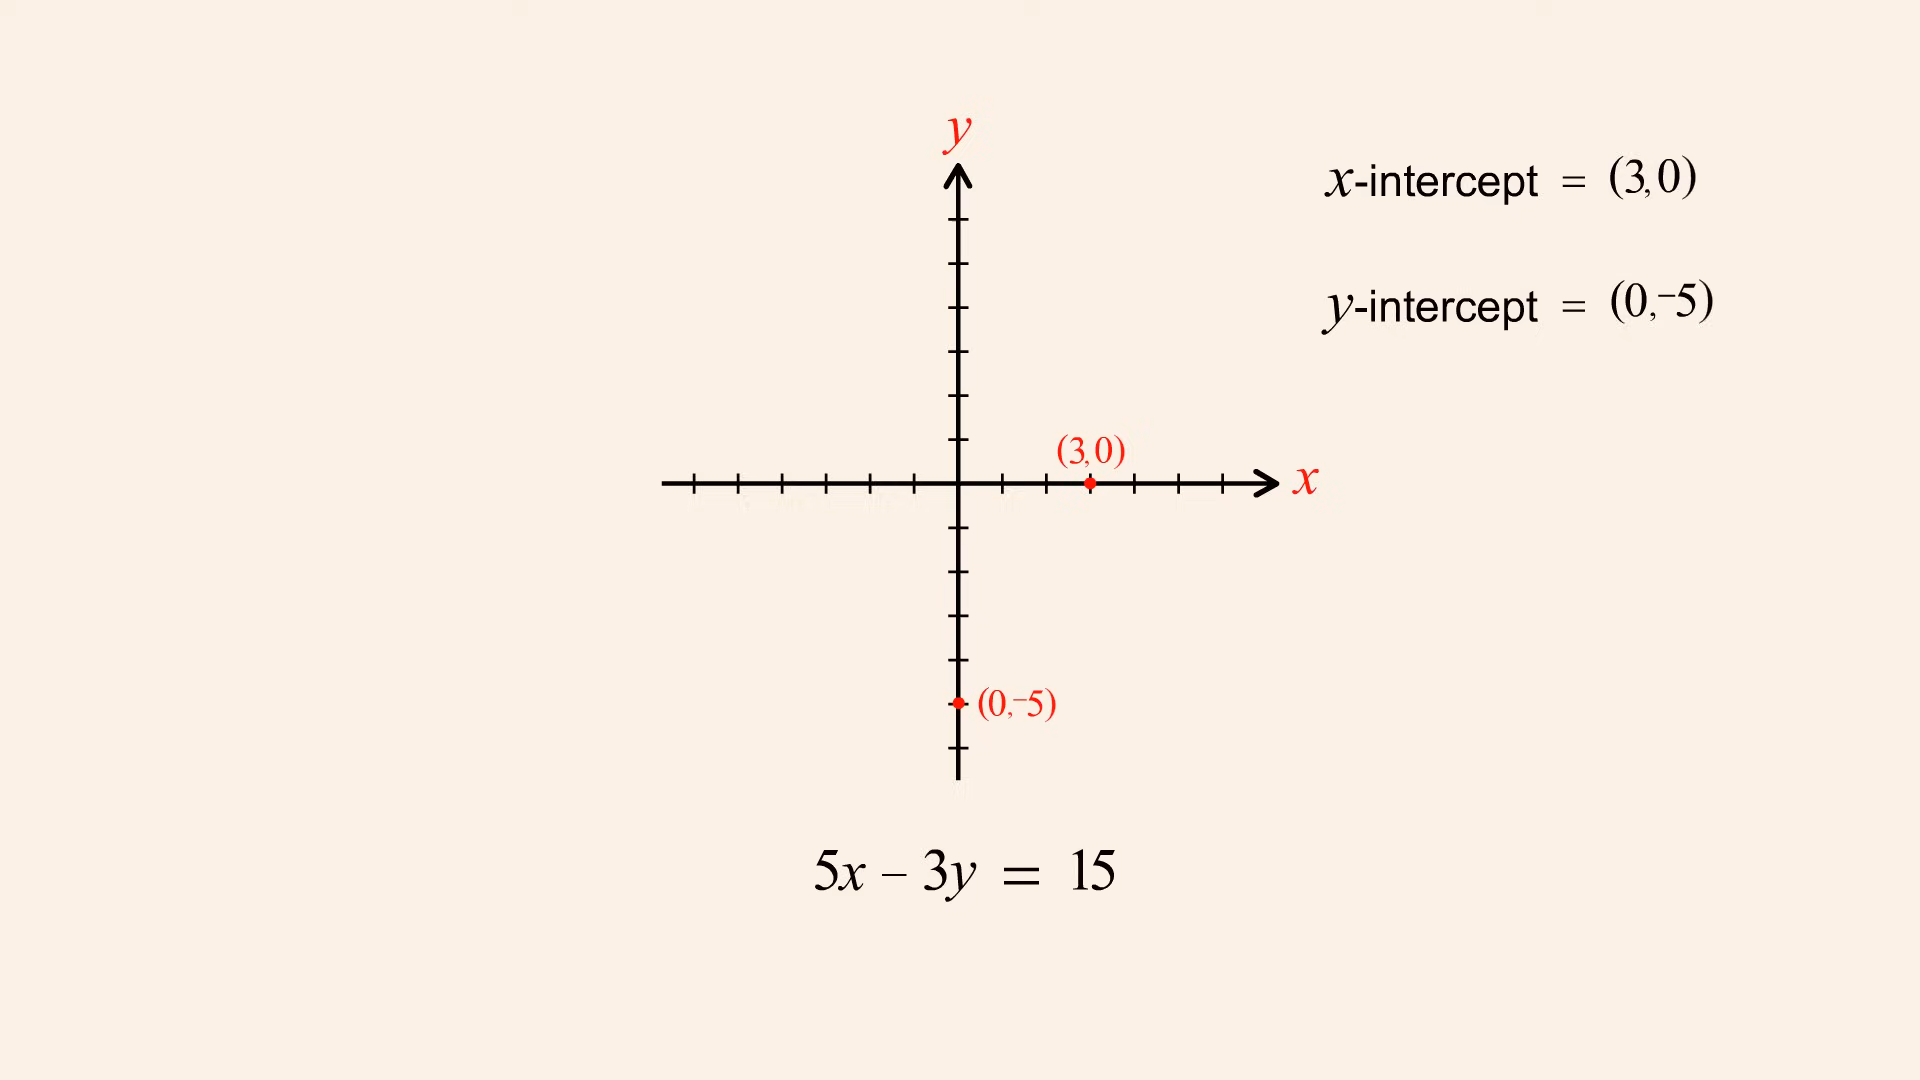 y
x-intercept = (3,0)
y-intercept = (0,−5)
(3,0)
x
(0,−5)
5x − 3y = 15